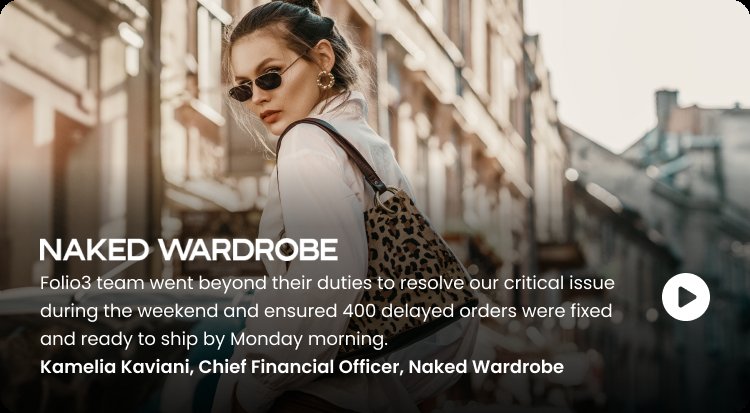 NAKED WARDROBE
Folio3 team went beyond their duties to resolve our critical issue
during the weekend and ensured 400 delayed orders were fixed
and ready to ship by Monday morning.
Kamelia Kaviani, Chief Financial Officer, Naked Wardrobe